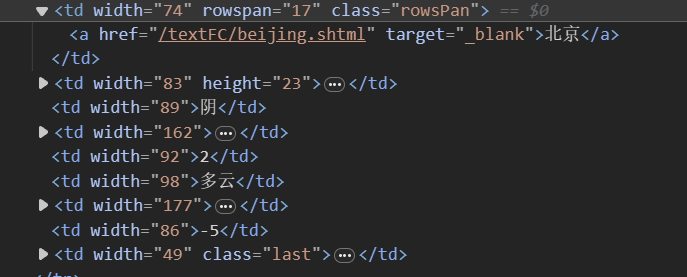 <td width="74" rowspan="17" class="rowsPan"> == $0
<a href="/textFC/beijing.shtml" target="_blank">北京</a>
</td>
<td width="83" height="23">…</td>
<td width="89">阴</td>
<td width="162">…</td>
<td width="92">2</td>
<td width="98">多云</td>
<td width="177">…</td>
<td width="86">-5</td>
<td width="49" class="last">…</td>